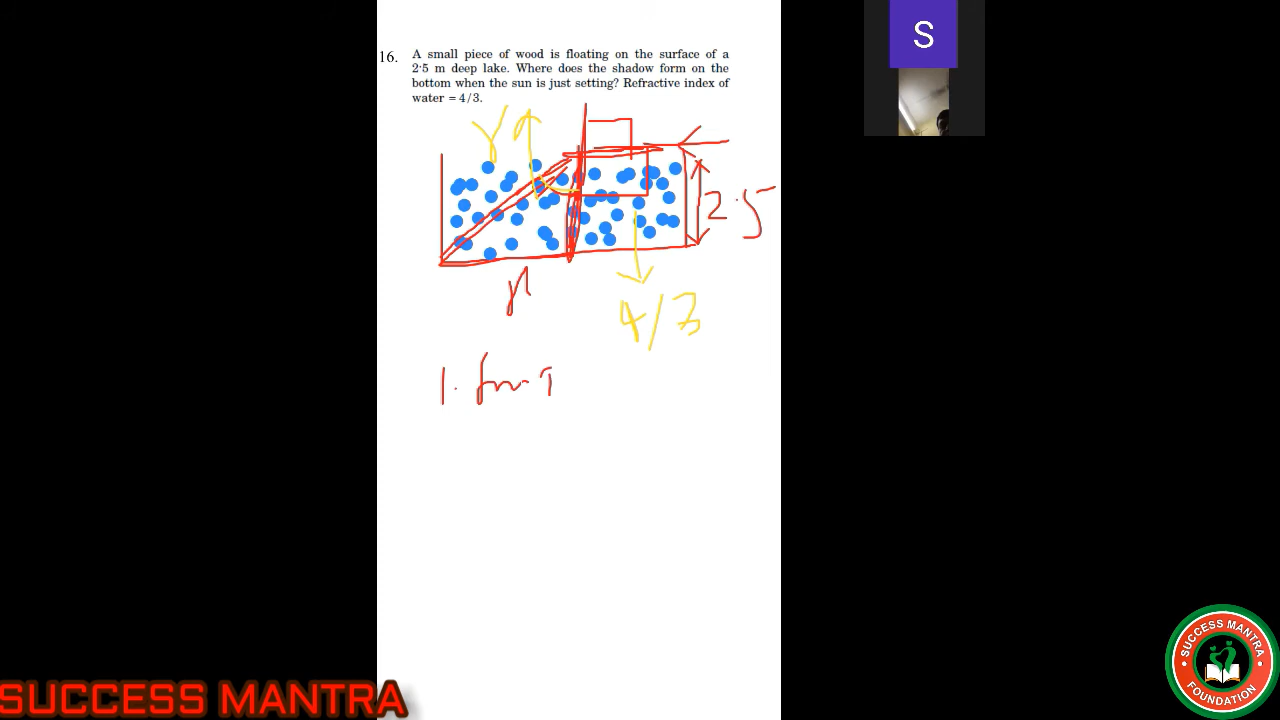 S
16. A small piece of wood is floating on the surface of a
2·5 m deep lake. Where does the shadow form on the
bottom when the sun is just setting? Refractive index of
water = 4/3.
γ
2.5
4/3
SUCCESS MANTRA
FOUNDATION
SUCCESS MANTRA